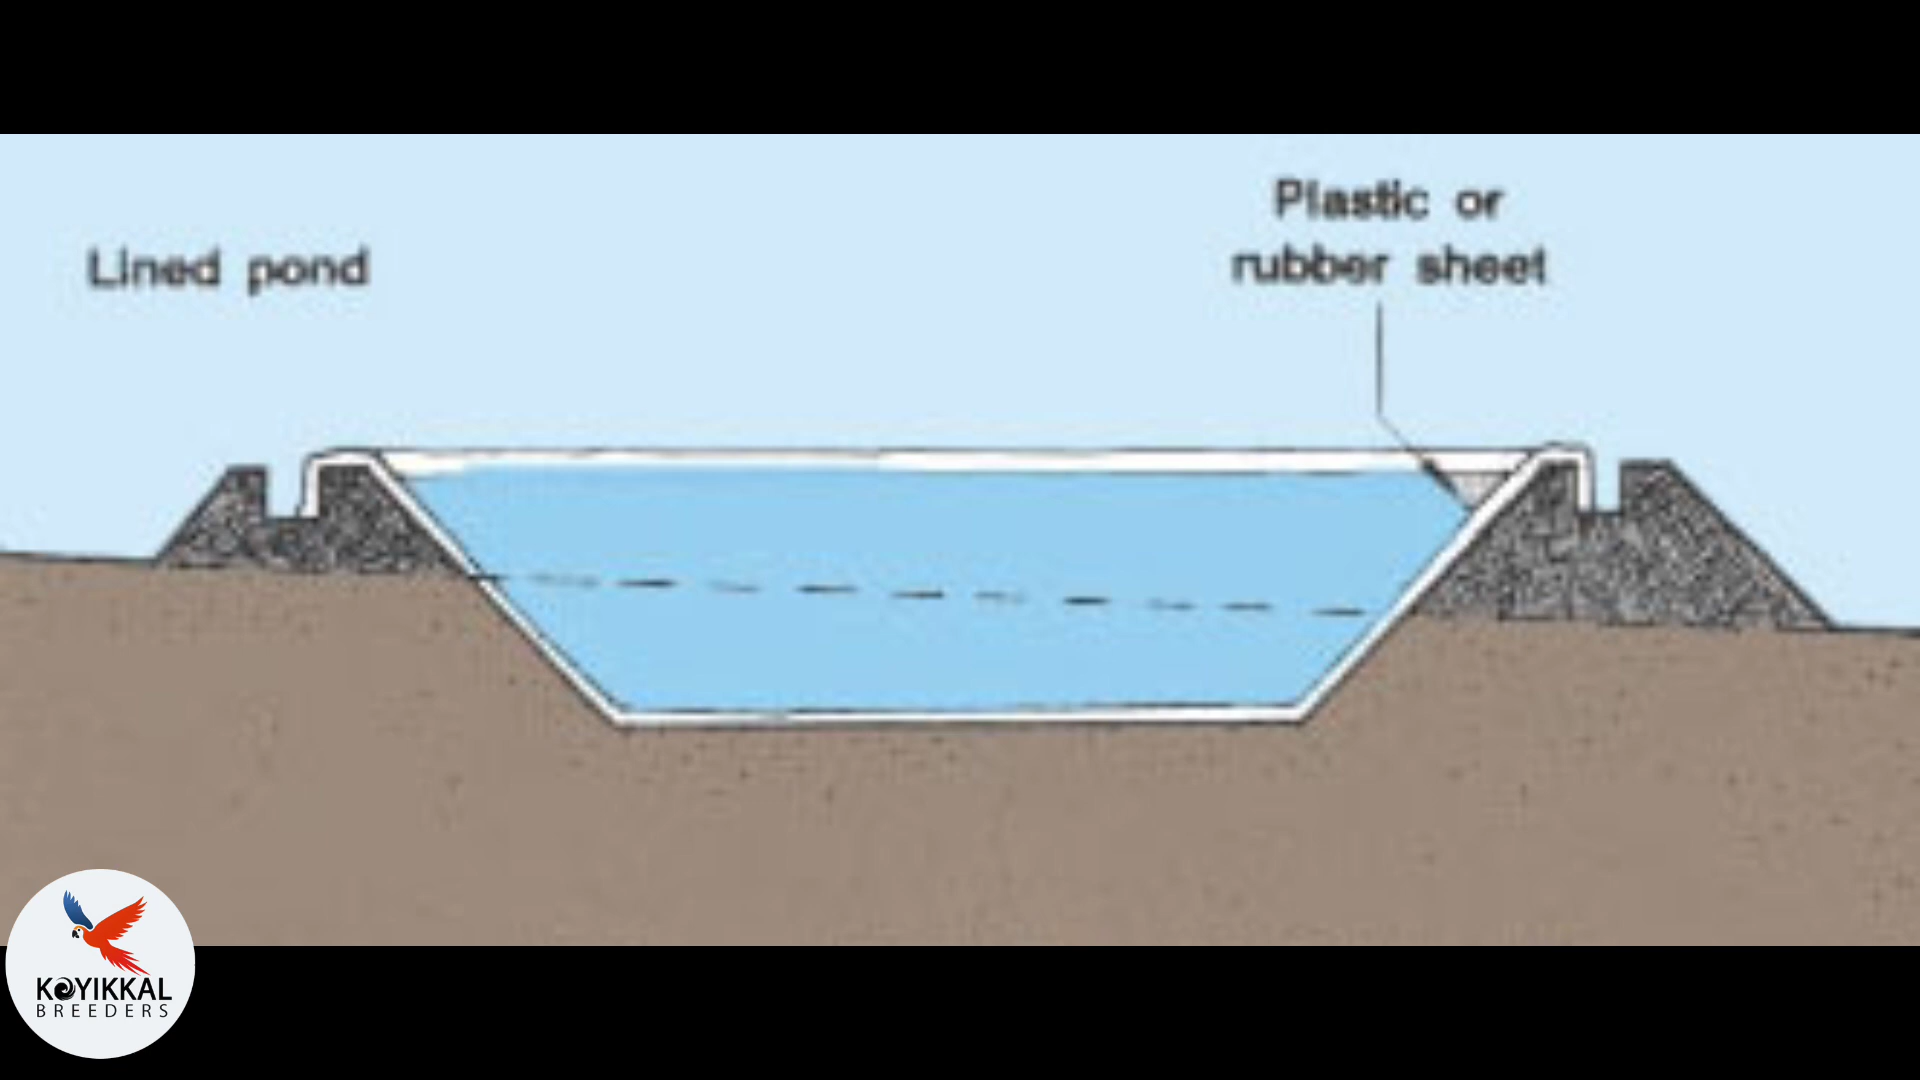 Lined pond
Plastic or
rubber sheet
KOYIKKAL
BREEDERS